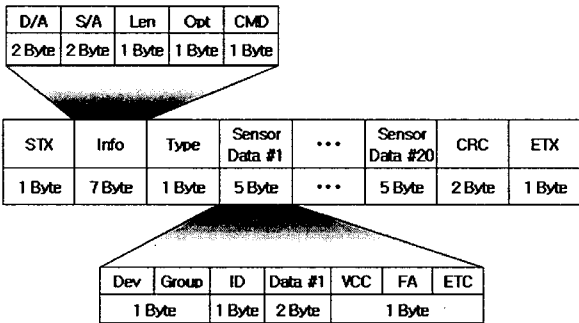 D/A S/A Len Opt CMD
2 Byte 2 Byte 1 Byte 1 Byte 1 Byte
STX Info Type Sensor Data #1 ••• Sensor Data #20 CRC ETX
1 Byte 7 Byte 1 Byte 5 Byte ••• 5 Byte 2 Byte 1 Byte
Dev Group ID Data #1 VCC FA ETC
1 Byte 1 Byte 2 Byte 1 Byte